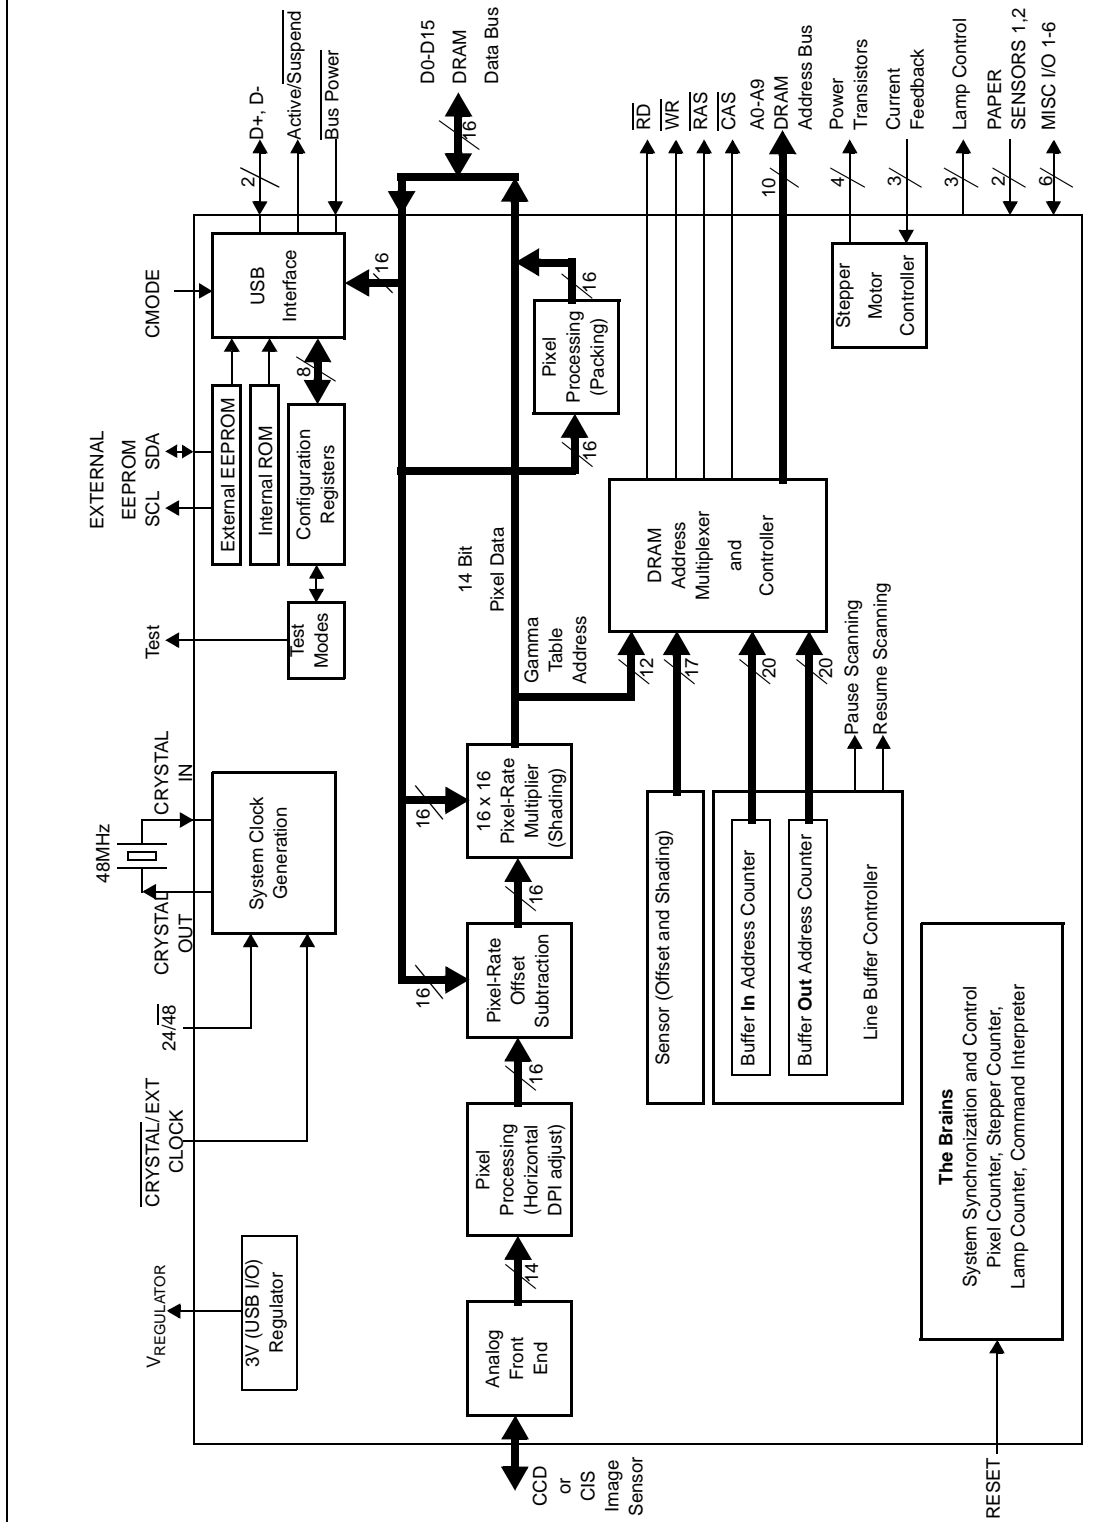 CCD
or
CIS
Image
Sensor
Analog
Front
End
14
Pixel
Processing
(Horizontal
DPI adjust)
16
Pixel-Rate
Offset
Subtraction
16
16
16 x 16
Pixel-Rate
Multiplier
(Shading)
16
14 Bit
Pixel Data
Gamma
Table
Address
12
17
20
20
Pixel
Processing
(Packing)
16
16
16
D0-D15
DRAM
Data Bus
16
VREGULATOR
3V (USB I/O)
Regulator
CRYSTAL/EXT
CLOCK
24/48
CRYSTAL
OUT
48MHz
CRYSTAL
IN
System Clock
Generation
Test
Test
Modes
EXTERNAL
EEPROM
SCL SDA
External EEPROM
Internal ROM
Configuration
Registers
8
CMODE
USB
Interface
2
D+, D-
Active/Suspend
Bus Power
Sensor (Offset and Shading)
Buffer In Address Counter
Buffer Out Address Counter
Line Buffer Controller
Pause Scanning
Resume Scanning
DRAM
Address
Multiplexer
and
Controller
RD
WR
RAS
CAS
10
A0-A9
DRAM
Address Bus
Stepper
Motor
Controller
4
Power
Transistors
3
Current
Feedback
3
Lamp Control
2
PAPER
SENSORS 1,2
6
MISC I/O 1-6
RESET
The Brains
System Synchronization and Control
Pixel Counter, Stepper Counter,
Lamp Counter, Command Interpreter